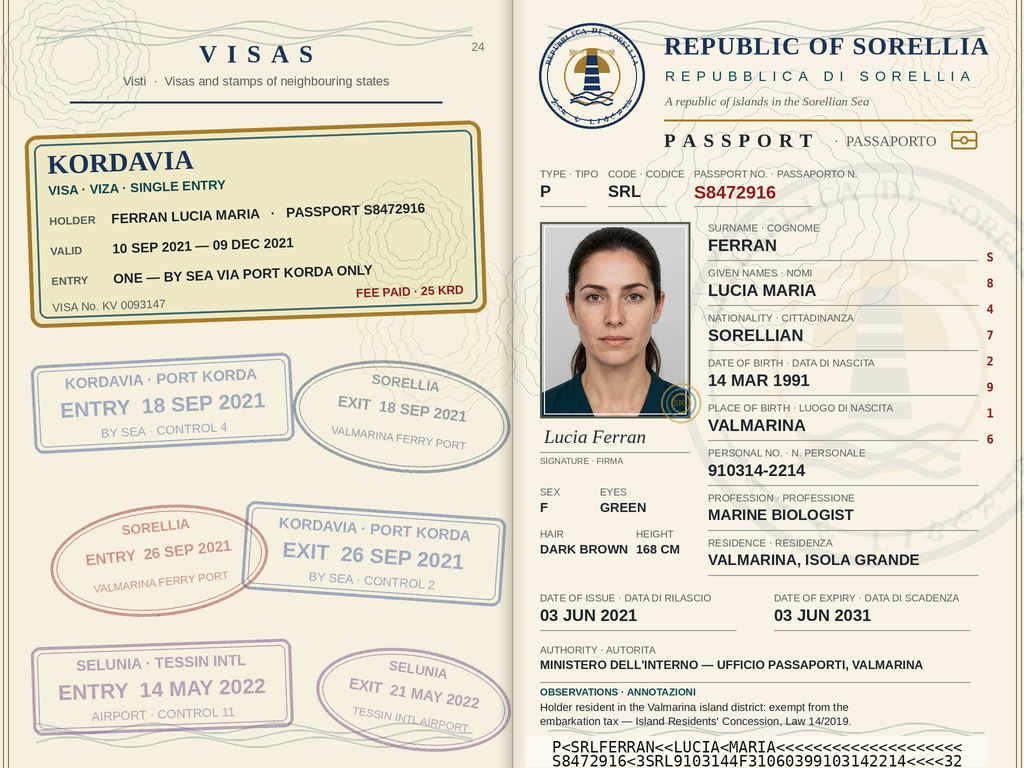 VISAS
24
Visti · Visas and stamps of neighbouring states
KORDAVIA
VISA · VIZA · SINGLE ENTRY
HOLDER FERRAN LUCIA MARIA · PASSPORT S8472916
VALID 10 SEP 2021 — 09 DEC 2021
ENTRY ONE — BY SEA VIA PORT KORDA ONLY
VISA No. KV 0093147 FEE PAID · 25 KRD
KORDAVIA · PORT KORDA
ENTRY 18 SEP 2021
BY SEA · CONTROL 4
SORELLIA
EXIT 18 SEP 2021
VALMARINA FERRY PORT
SORELLIA
ENTRY 26 SEP 2021
VALMARINA FERRY PORT
KORDAVIA · PORT KORDA
EXIT 26 SEP 2021
BY SEA · CONTROL 2
SELUNIA · TESSIN INTL
ENTRY 14 MAY 2022
AIRPORT · CONTROL 11
SELUNIA
EXIT 21 MAY 2022
TESSIN INTL AIRPORT
REPUBLIC OF SORELLIA
REPUBBLICA DI SORELLIA
A republic of islands in the Sorellian Sea
PASSPORT · PASSAPORTO
TYPE · TIPO CODE · CODICE PASSPORT NO. · PASSAPORTO N.
P SRL S8472916
SURNAME · COGNOME
FERRAN
GIVEN NAMES · NOMI
LUCIA MARIA
NATIONALITY · CITTADINANZA
SORELLIAN
DATE OF BIRTH · DATA DI NASCITA
14 MAR 1991
PLACE OF BIRTH · LUOGO DI NASCITA
VALMARINA
PERSONAL NO. · N. PERSONALE
910314-2214
PROFESSION · PROFESSIONE
MARINE BIOLOGIST
RESIDENCE · RESIDENZA
VALMARINA, ISOLA GRANDE
S
8
4
7
2
9
1
6
Lucia Ferran
SIGNATURE · FIRMA
SEX EYES
F GREEN
HAIR HEIGHT
DARK BROWN 168 CM
DATE OF ISSUE · DATA DI RILASCIO DATE OF EXPIRY · DATA DI SCADENZA
03 JUN 2021 03 JUN 2031
AUTHORITY · AUTORITA
MINISTERO DELL'INTERNO — UFFICIO PASSAPORTI, VALMARINA
OBSERVATIONS · ANNOTAZIONI
Holder resident in the Valmarina island district: exempt from the
embarkation tax — Island Residents' Concession, Law 14/2019.
P<SRLFERRAN<<LUCIA<MARIA<<<<<<<<<<<<<<<<<<<<
S8472916<3SRL9103144F31060399103142214<<<<32